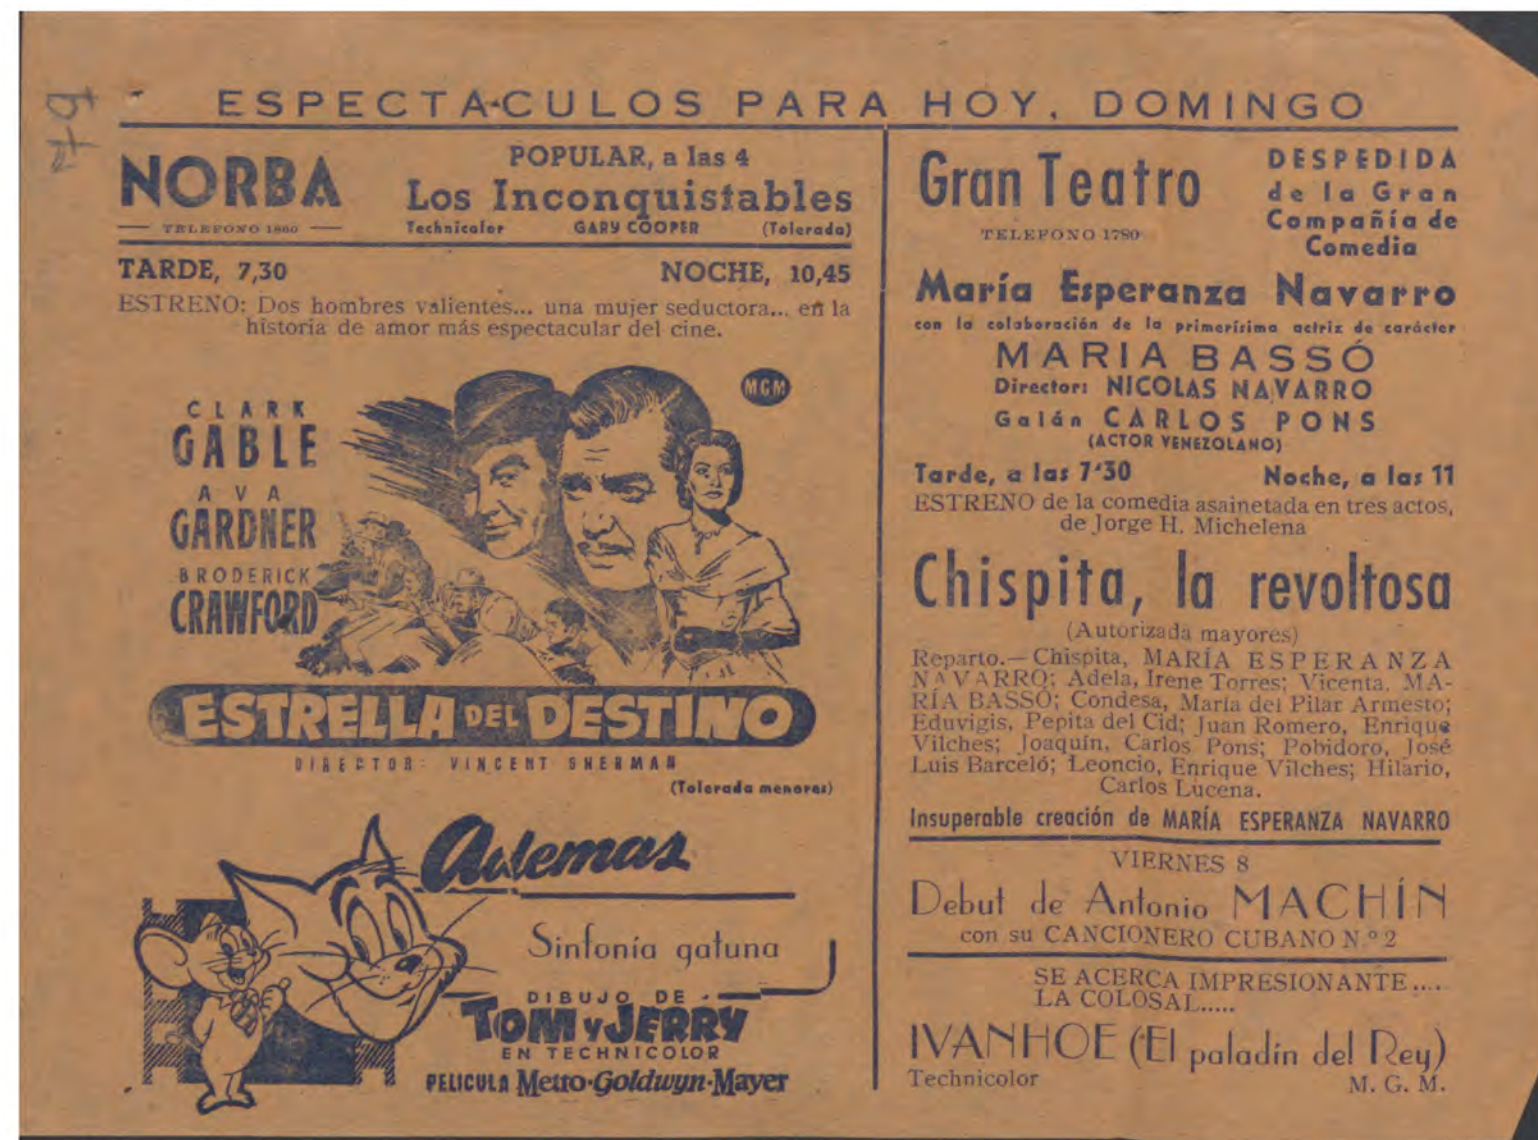 ESPECTACULOS PARA HOY, DOMINGO
NORBA
TELEFONO 1860
POPULAR, a las 4
Los Inconquistables
Technicolor GARY COOPER (Tolerada)
TARDE, 7,30 NOCHE, 10,45
ESTRENO: Dos hombres valientes... una mujer seductora... en la
historia de amor más espectacular del cine.
MGM
CLARK
GABLE
AVA
GARDNER
BRODERICK
CRAWFORD
ESTRELLA DEL DESTINO
DIRECTOR: VINCENT SHERMAN
(Tolerada menores)
Ademas
Sinfonía gatuna
DIBUJO DE
TOM Y JERRY
EN TECHNICOLOR
PELICULA Metro-Goldwyn-Mayer
Gran Teatro
TELEFONO 1780
DESPEDIDA
de la Gran
Compañía de
Comedia
María Esperanza Navarro
con la colaboración de la primerísima actriz de carácter
MARIA BASSÓ
Director: NICOLAS NAVARRO
Galán CARLOS PONS
(ACTOR VENEZOLANO)
Tarde, a las 7'30 Noche, a las 11
ESTRENO de la comedia asainetada en tres actos,
de Jorge H. Michelena
Chispita, la revoltosa
(Autorizada mayores)
Reparto.—Chispita, MARÍA ESPERANZA
NAVARRO; Adela, Irene Torres; Vicenta, MA-
RÍA BASSÓ; Condesa, María del Pilar Armesto;
Eduvigis, Pepita del Cid; Juan Romero, Enrique
Vilches; Joaquín, Carlos Pons; Pohidoro, José
Luis Barceló; Leoncio, Enrique Vilches; Hilario,
Carlos Lucena.
Insuperable creación de MARÍA ESPERANZA NAVARRO
VIERNES 8
Debut de Antonio MACHÍN
con su CANCIONERO CUBANO N.º 2
SE ACERCA IMPRESIONANTE....
LA COLOSAL.....
IVANHOE (El paladín del Rey)
Technicolor M. G. M.